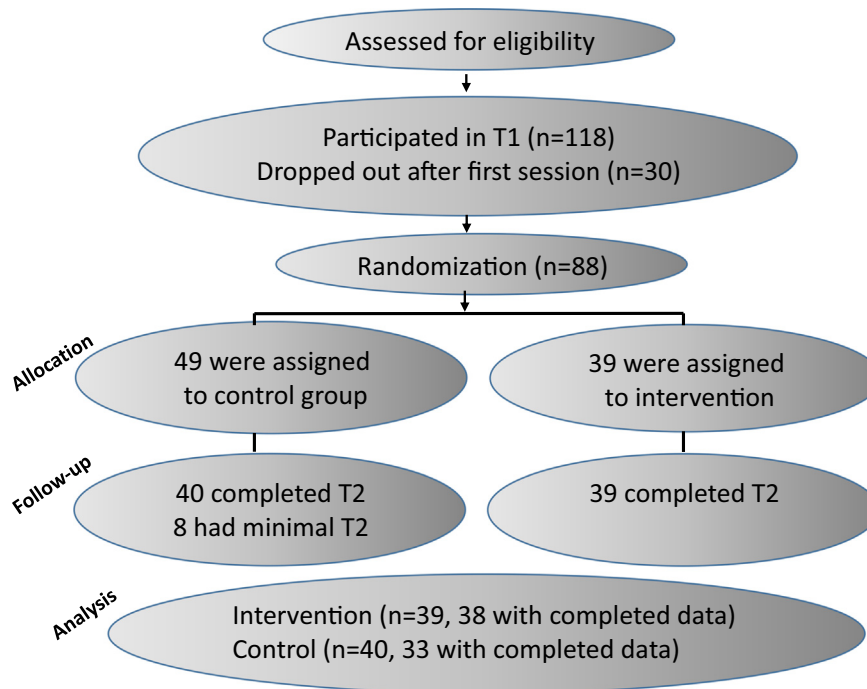 Assessed for eligibility
Participated in T1 (n=118)
Dropped out after first session (n=30)
Randomization (n=88)
Allocation
49 were assigned
to control group
39 were assigned
to intervention
Follow-up
40 completed T2
8 had minimal T2
39 completed T2
Analysis
Intervention (n=39, 38 with completed data)
Control (n=40, 33 with completed data)